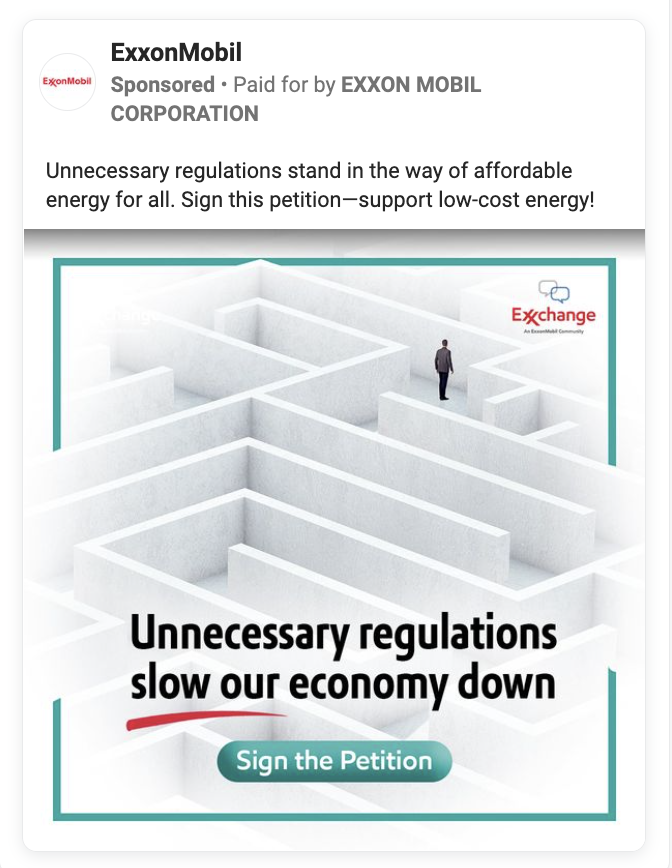 ExxonMobil
ExxonMobil
Sponsored • Paid for by EXXON MOBIL
CORPORATION
Unnecessary regulations stand in the way of affordable
energy for all. Sign this petition—support low-cost energy!
Exxchange
An ExxonMobil Community
Unnecessary regulations
slow our economy down
Sign the Petition